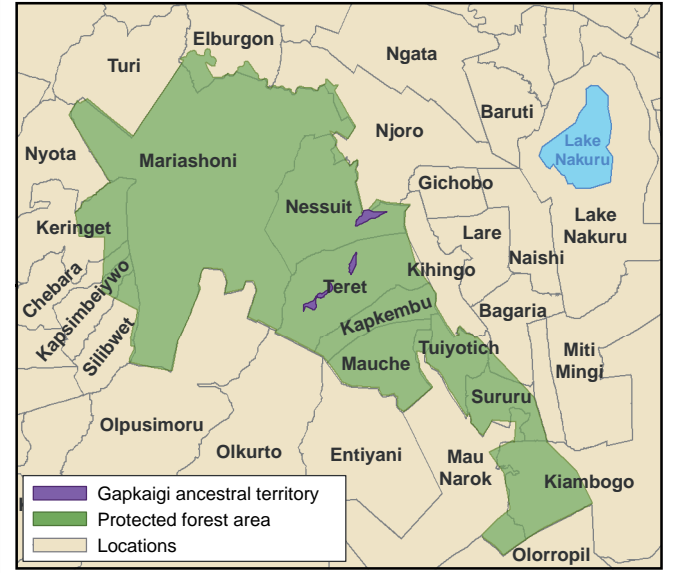 Elburgon
Turi
Ngata
Baruti
Njoro
Lake
Nakuru
Nyota
Mariashoni
Gichobo
Nessuit
Lake
Nakuru
Keringet
Lare
Naishi
Kihingo
Chebara
Teret
Kapsimbeiywo
Kapkembu
Bagaria
Silibwet
Tuiyotich
Mauche
Miti
Mingi
Sururu
Olpusimoru
Olkurto
Entiyani
Mau
Narok
Kiambogo
Olorropil
Gapkaigi ancestral territory
Protected forest area
Locations